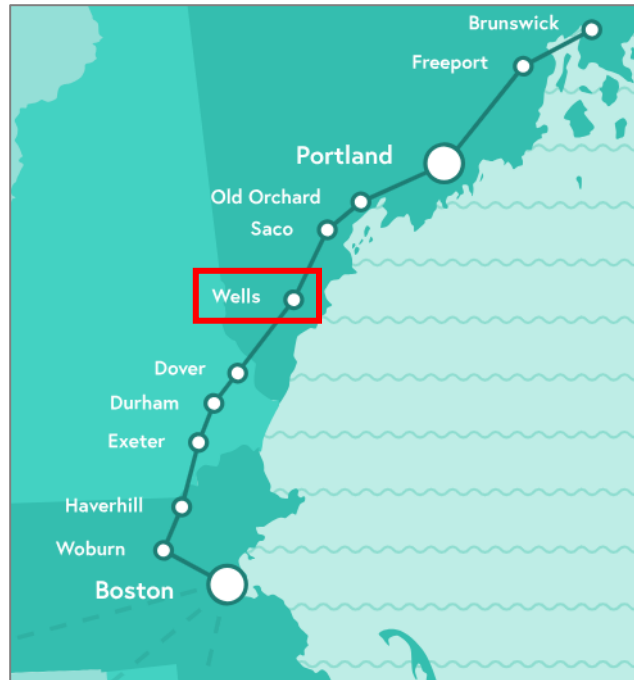 Brunswick
Freeport
Portland
Old Orchard
Saco
Wells
Dover
Durham
Exeter
Haverhill
Woburn
Boston